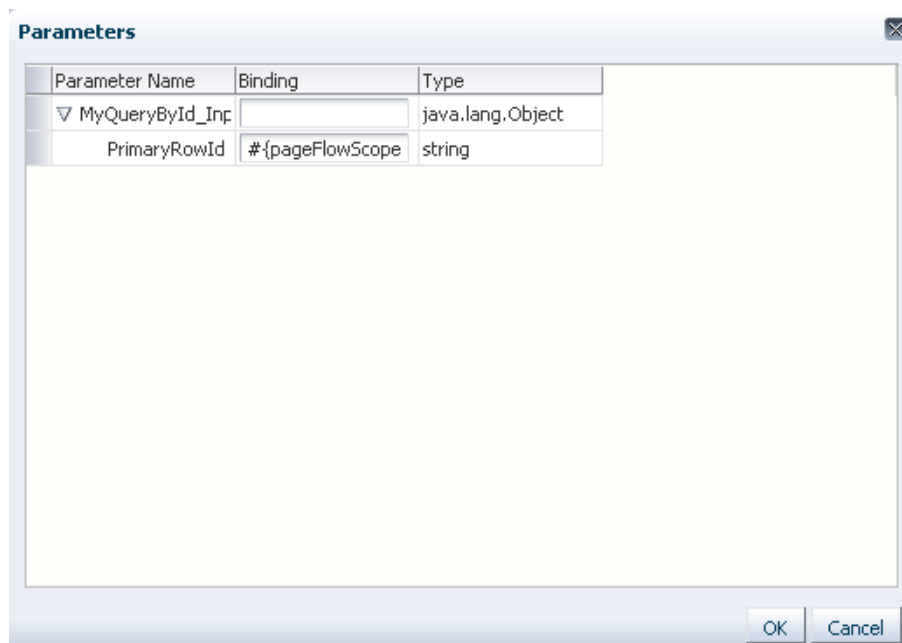 Parameters
Parameter Name Binding Type
MyQueryById_Inp java.lang.Object
PrimaryRowId #{pageFlowScope string
OK Cancel